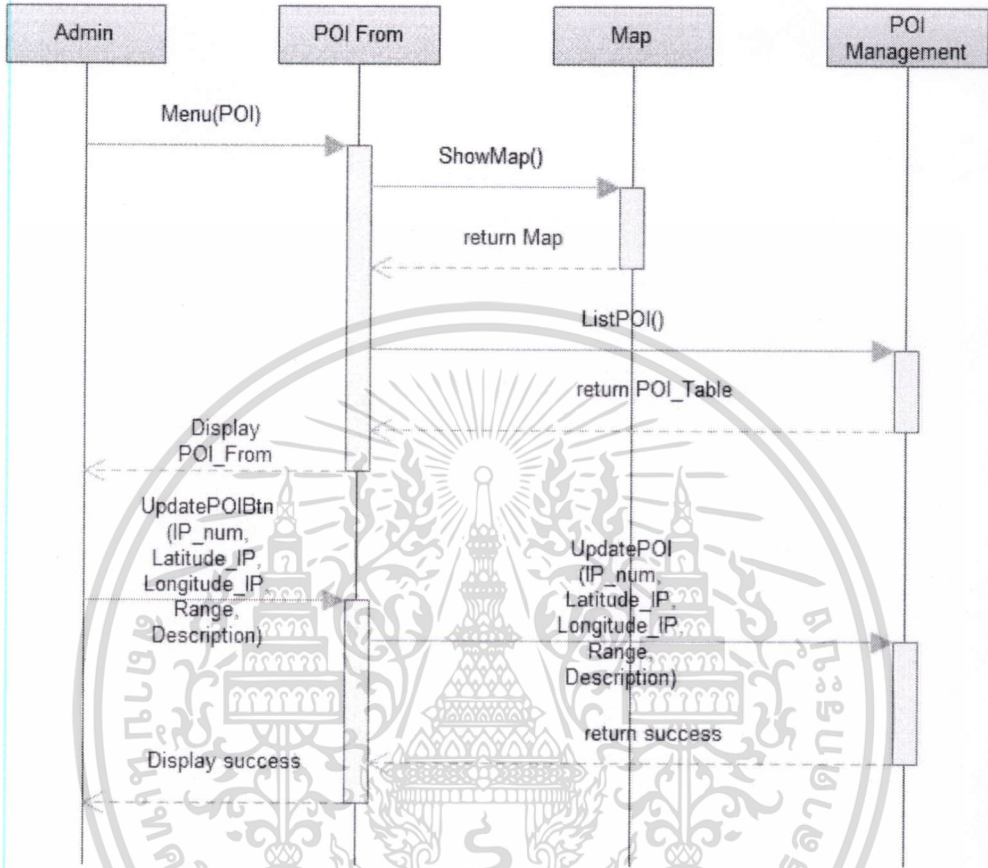 Admin
POI From
Map
POI
Management
Menu(POI)
ShowMap()
return Map
ListPOI()
return POI_Table
Display
POI_From
UpdatePOIBtn
(IP_num,
Latitude_IP,
Longitude_IP,
Range,
Description)
UpdatePOI
(IP_num,
Latitude_IP,
Longitude_IP,
Range,
Description)
return success
Display success